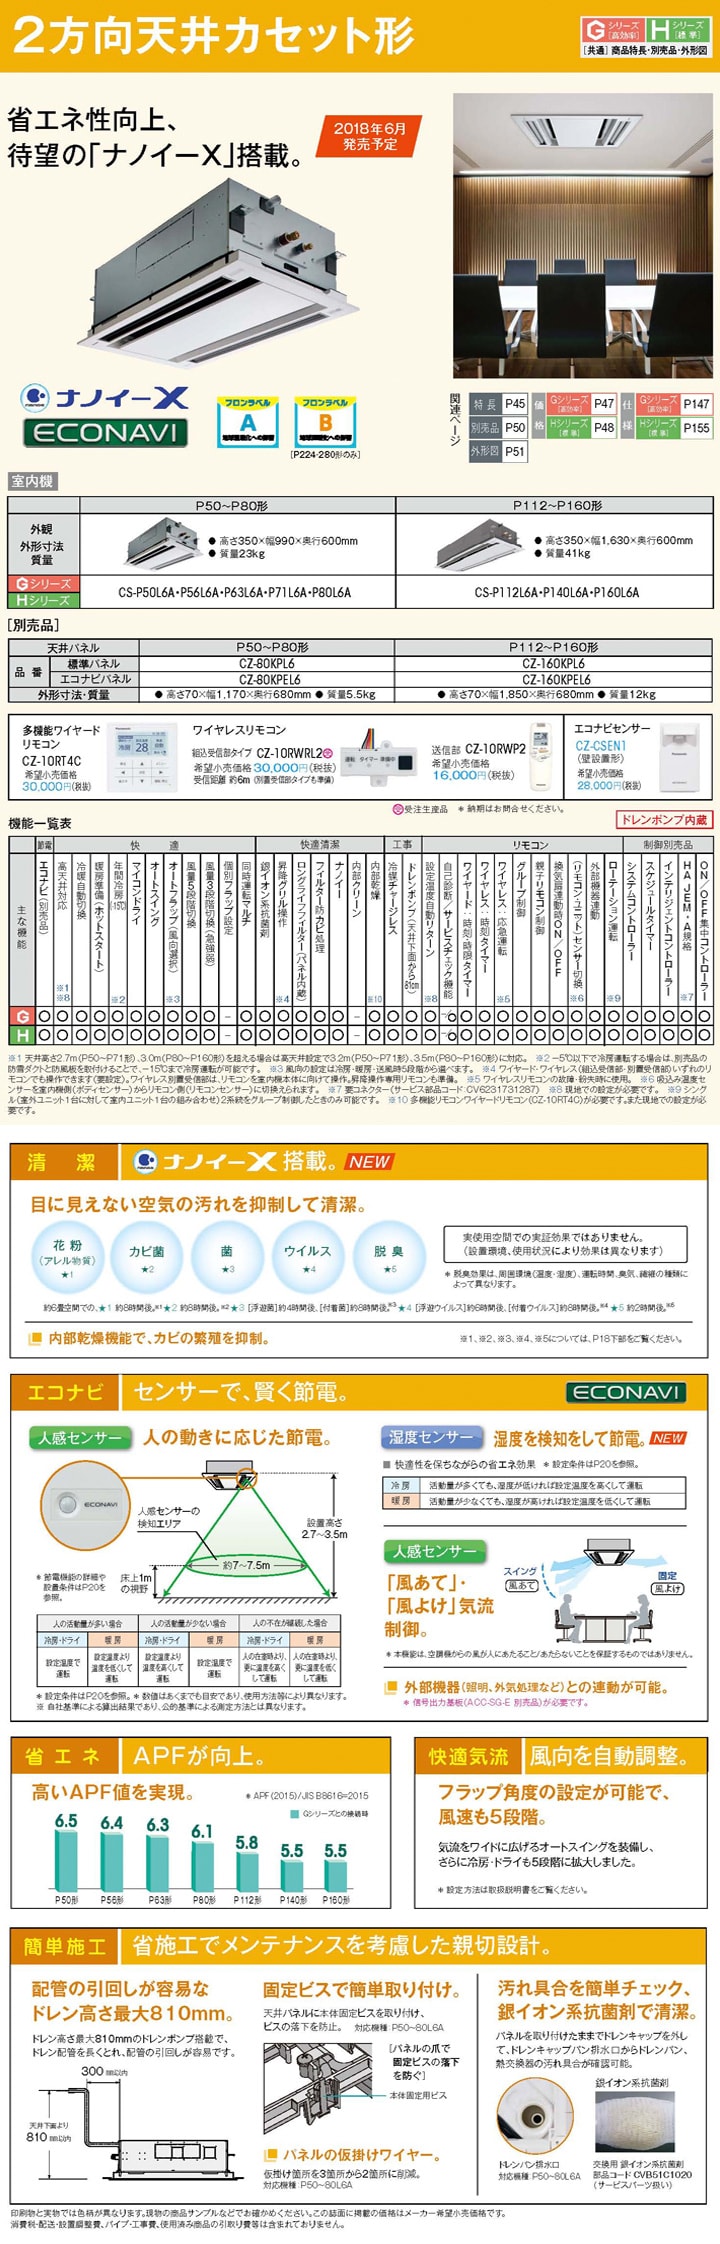 2方向天井カセット形
Gシリーズ [高効率] Hシリーズ [標準]
[共通] 商品特長・別売品・外形図
省エネ性向上、
待望の「ナノイーX」搭載。
2018年6月
発売予定
ナノイーX
ECONAVI
フロンラベル
A
フロンラベル
B
[P224-280形のみ]
関連ページ
特長 P45
別売品 P50
外形図 P51
価格 Gシリーズ [高効率] P47
Hシリーズ [標準] P48
仕様 Gシリーズ [高効率] P147
Hシリーズ [標準] P155
室内機
P50~P80形 P112~P160形
外観
外形寸法
質量
● 高さ350×幅990×奥行600mm
● 質量23kg
● 高さ350×幅1,630×奥行600mm
● 質量41kg
Gシリーズ
Hシリーズ
CS-P50L6A・P56L6A・P63L6A・P71L6A・P80L6A
CS-P112L6A・P140L6A・P160L6A
[別売品]
天井パネル P50~P80形 P112~P160形
品番 標準パネル CZ-80KPL6 CZ-160KPL6
エコナビパネル CZ-80KPEL6 CZ-160KPEL6
外形寸法・質量 ● 高さ70×幅1,170×奥行680mm ● 質量5.5kg ● 高さ70×幅1,850×奥行680mm ● 質量12kg
多機能ワイヤード
リモコン
CZ-10RT4C
希望小売価格
30,000円(税抜)
ワイヤレスリモコン
組込受信部タイプ CZ-10RWRL2 受
希望小売価格 30,000円(税抜)
受信距離 約6m (別置受信部タイプも準備)
送信部 CZ-10RWP2
希望小売価格
16,000円(税抜)
エコナビセンサー
CZ-CSEN1
(壁設置形)
希望小売価格
28,000円(税抜)
受 受注生産品 *納期はお問合せください。
機能一覧表
ドレンポンプ内蔵
主な機能
節電 快適 快適清潔 工事 リモコン 制御別売品
エコナビ(別売品)
高天井対応 ※1 ※8
冷暖自動切換
暖房準備(ホットスタート)
年間冷房 ※2
マイコンドライ
オートスイング
オートフラップ(風向選択) ※3
風量5段階切換
風量3段階切換(急強弱)
個別フラップ設定
同時運転マルチ
銀イオン系抗菌剤
昇降グリル操作 ※4
ロングライフフィルター(パネル内蔵)
フィルター防カビ処理
ナノイー
内部クリーン
内部乾燥 ※10
冷媒チャージレス
ドレンポンプ(天井下面から81cm)
設定温度自動リターン ※8
自己診断/サービスチェック機能
ワイヤード:時刻・時限タイマー
ワイヤレス:時刻タイマー
ワイヤレス:応急運転 ※5
グループ制御
親子リモコン制御
換気扇連動時ON/OFF
(リモコン・ユニット)センサー切換 ※6
外部機器連動
ローテーション運転 ※9
システムコントローラー
スケジュールタイマー
インテリジェントコントローラー
HA JEM・A規格 ※7
ON/OFF集中コントローラー
G
H
※1 天井高さ2.7m(P50~P71形)、3.0m(P80~P160形)を超える場合は高天井設定で3.2m(P50~P71形)、3.5m(P80~P160形)に対応。 ※2 -5℃以下で冷房運転する場合は、別売品の
防雪ダクトと防風板を取付けることで、-15℃まで冷房運転が可能です。 ※3 風向の設定は冷房・暖房・送風時5段階から選べます。 ※4 ワイヤード・ワイヤレス(組込受信部・別置受信部)いずれのリ
モコンでも操作できます(要設定)。ワイヤレス別置受信部は、リモコンを室内機本体に向けて操作。昇降操作専用リモコンも準備。 ※5 ワイヤレスリモコンの故障・紛失時に使用。 ※6 吸込み温度セ
ンサーを室内機側(ボディセンサー)からリモコン側(リモコンセンサー)に切換えられます。 ※7 要コネクター(サービス部品コード CV6231731287) ※8 現地での設定が必要です。 ※9 シング
ル(室外ユニット1台に対して室内ユニット1台の組み合わせ)2系統をグループ制御したときのみ可能です。 ※10 多機能リモコンワイヤードリモコン(CZ-10RT4C)が必要です。また現地での設定が必
要です。
清潔 ナノイーX搭載。 NEW
目に見えない空気の汚れを抑制して清潔。
花粉
(アレル物質)
★1
カビ菌
★2
菌
★3
ウイルス
★4
脱臭
★5
実使用空間での実証効果ではありません。
(設置環境、使用状況により効果は異なります)
*脱臭効果は、周囲環境(温度・湿度)、運転時間、臭気、繊維の種類に
よって異なります。
約6畳空間での、★1 約8時間後。※1 ★2 約8時間後。※2 ★3 [浮遊菌]約4時間後、[付着菌]約8時間後。※3 ★4 [浮遊ウイルス]約6時間後、[付着ウイルス]約8時間後。※4 ★5 約2時間後。※5
内部乾燥機能で、カビの繁殖を抑制。
※1、※2、※3、※4、※5については、P18下部をご覧ください。
エコナビ センサーで、賢く節電。 ECONAVI
人感センサー 人の動きに応じた節電。
ECONAVI
人感センサーの
検知エリア
設置高さ
2.7~3.5m
約7~7.5m
床上1m
の視野
*節電機能の詳細や
設置条件はP20を
参照。
人の活動量が多い場合 人の活動量が少ない場合 人の不在が継続した場合
冷房・ドライ 暖房 冷房・ドライ 暖房 冷房・ドライ 暖房
設定温度で
運転
設定温度より
温度を低くして
運転
設定温度より
温度を高くして
運転
設定温度で
運転
人の在室時より、
更に温度を高く
して運転
人の在室時より、
更に温度を低く
して運転
*設定条件はP20を参照。*数値はあくまでも目安であり、使用方法等により異なります。
※ 自社基準による算出結果であり、公的基準による測定方法とは異なります。
湿度センサー 湿度を検知をして節電。 NEW
■ 快適性を保ちながらの省エネ効果 *設定条件はP20を参照。
冷房 活動量が多くても、湿度が低ければ設定温度を高くして運転
暖房 活動量が少なくても、湿度が高ければ設定温度を低くして運転
人感センサー
「風あて」・
「風よけ」気流
制御。
スイング
風あて
固定
風よけ
*本機能は、空調機からの風が人にあたること/あたらないことを保証するものではありません。
外部機器(照明、外気処理など)との連動が可能。
*信号出力基板(ACC-SG-E 別売品)が必要です。
省エネ APFが向上。
高いAPF値を実現。 *APF(2015)/JIS B8616=2015
Gシリーズとの接続時
6.5 6.4 6.3 6.1 5.8 5.5 5.5
P50形 P56形 P63形 P80形 P112形 P140形 P160形
快適気流 風向を自動調整。
フラップ角度の設定が可能で、
風速も5段階。
気流をワイドに広げるオートスイングを装備し、
さらに冷房・ドライも5段階に拡大しました。
*設定方法は取扱説明書をご覧ください。
簡単施工 省施工でメンテナンスを考慮した親切設計。
配管の引回しが容易な
ドレン高さ最大810mm。
ドレン高さ最大810mmのドレンポンプ搭載で、
ドレン配管を長くとれ、配管の引回しが容易です。
300 mm以内
天井下面より
810 mm以内
固定ビスで簡単取り付け。
天井パネルに本体固定ビスを取り付け、
ビスの落下を防止。 対応機種:P50~80L6A
[パネルの爪で
固定ビスの落下
を防ぐ]
本体固定用ビス
パネルの仮掛けワイヤー。
仮掛け箇所を3箇所から2箇所に削減。
対応機種:P50~80L6A
汚れ具合を簡単チェック、
銀イオン系抗菌剤で清潔。
パネルを取り付けたままでドレンキャップを外し
て、ドレンキャップパン排水口からドレンパン、
熱交換器の汚れ具合が確認可能。
銀イオン系抗菌剤
ドレンパン排水口
対応機種:P50~80L6A
交換用 銀イオン系抗菌剤
部品コード CVB51C1020
(サービスパーツ扱い)
印刷物と実物では色柄が異なります。現物の商品サンプルなどでお確かめください。この誌面に掲載の価格はメーカー希望小売価格です。
消費税・配送・設置調整費、パイプ・工事費、使用済み商品の引取り費等は含まれておりません。